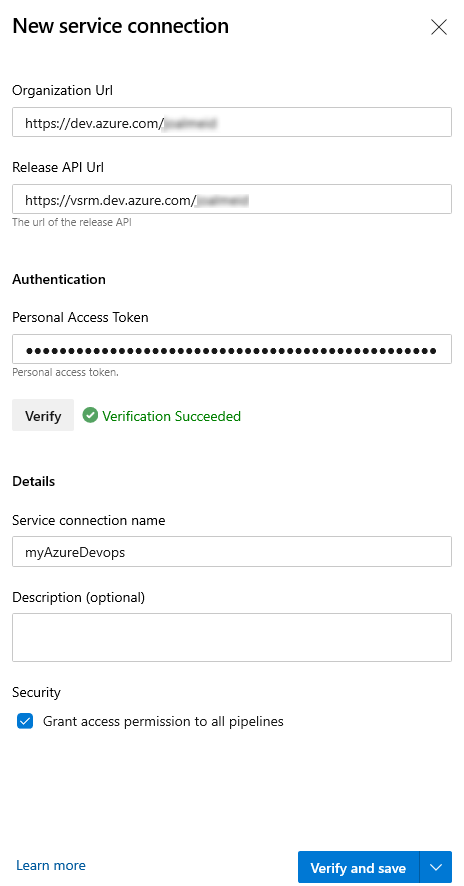 New service connection
Organization Url
https://dev.azure.com/
Release API Url
https://vsrm.dev.azure.com/
The url of the release API
Authentication
Personal Access Token
Personal access token.
Verify Verification Succeeded
Details
Service connection name
myAzureDevops
Description (optional)
Security
Grant access permission to all pipelines
Learn more Verify and save